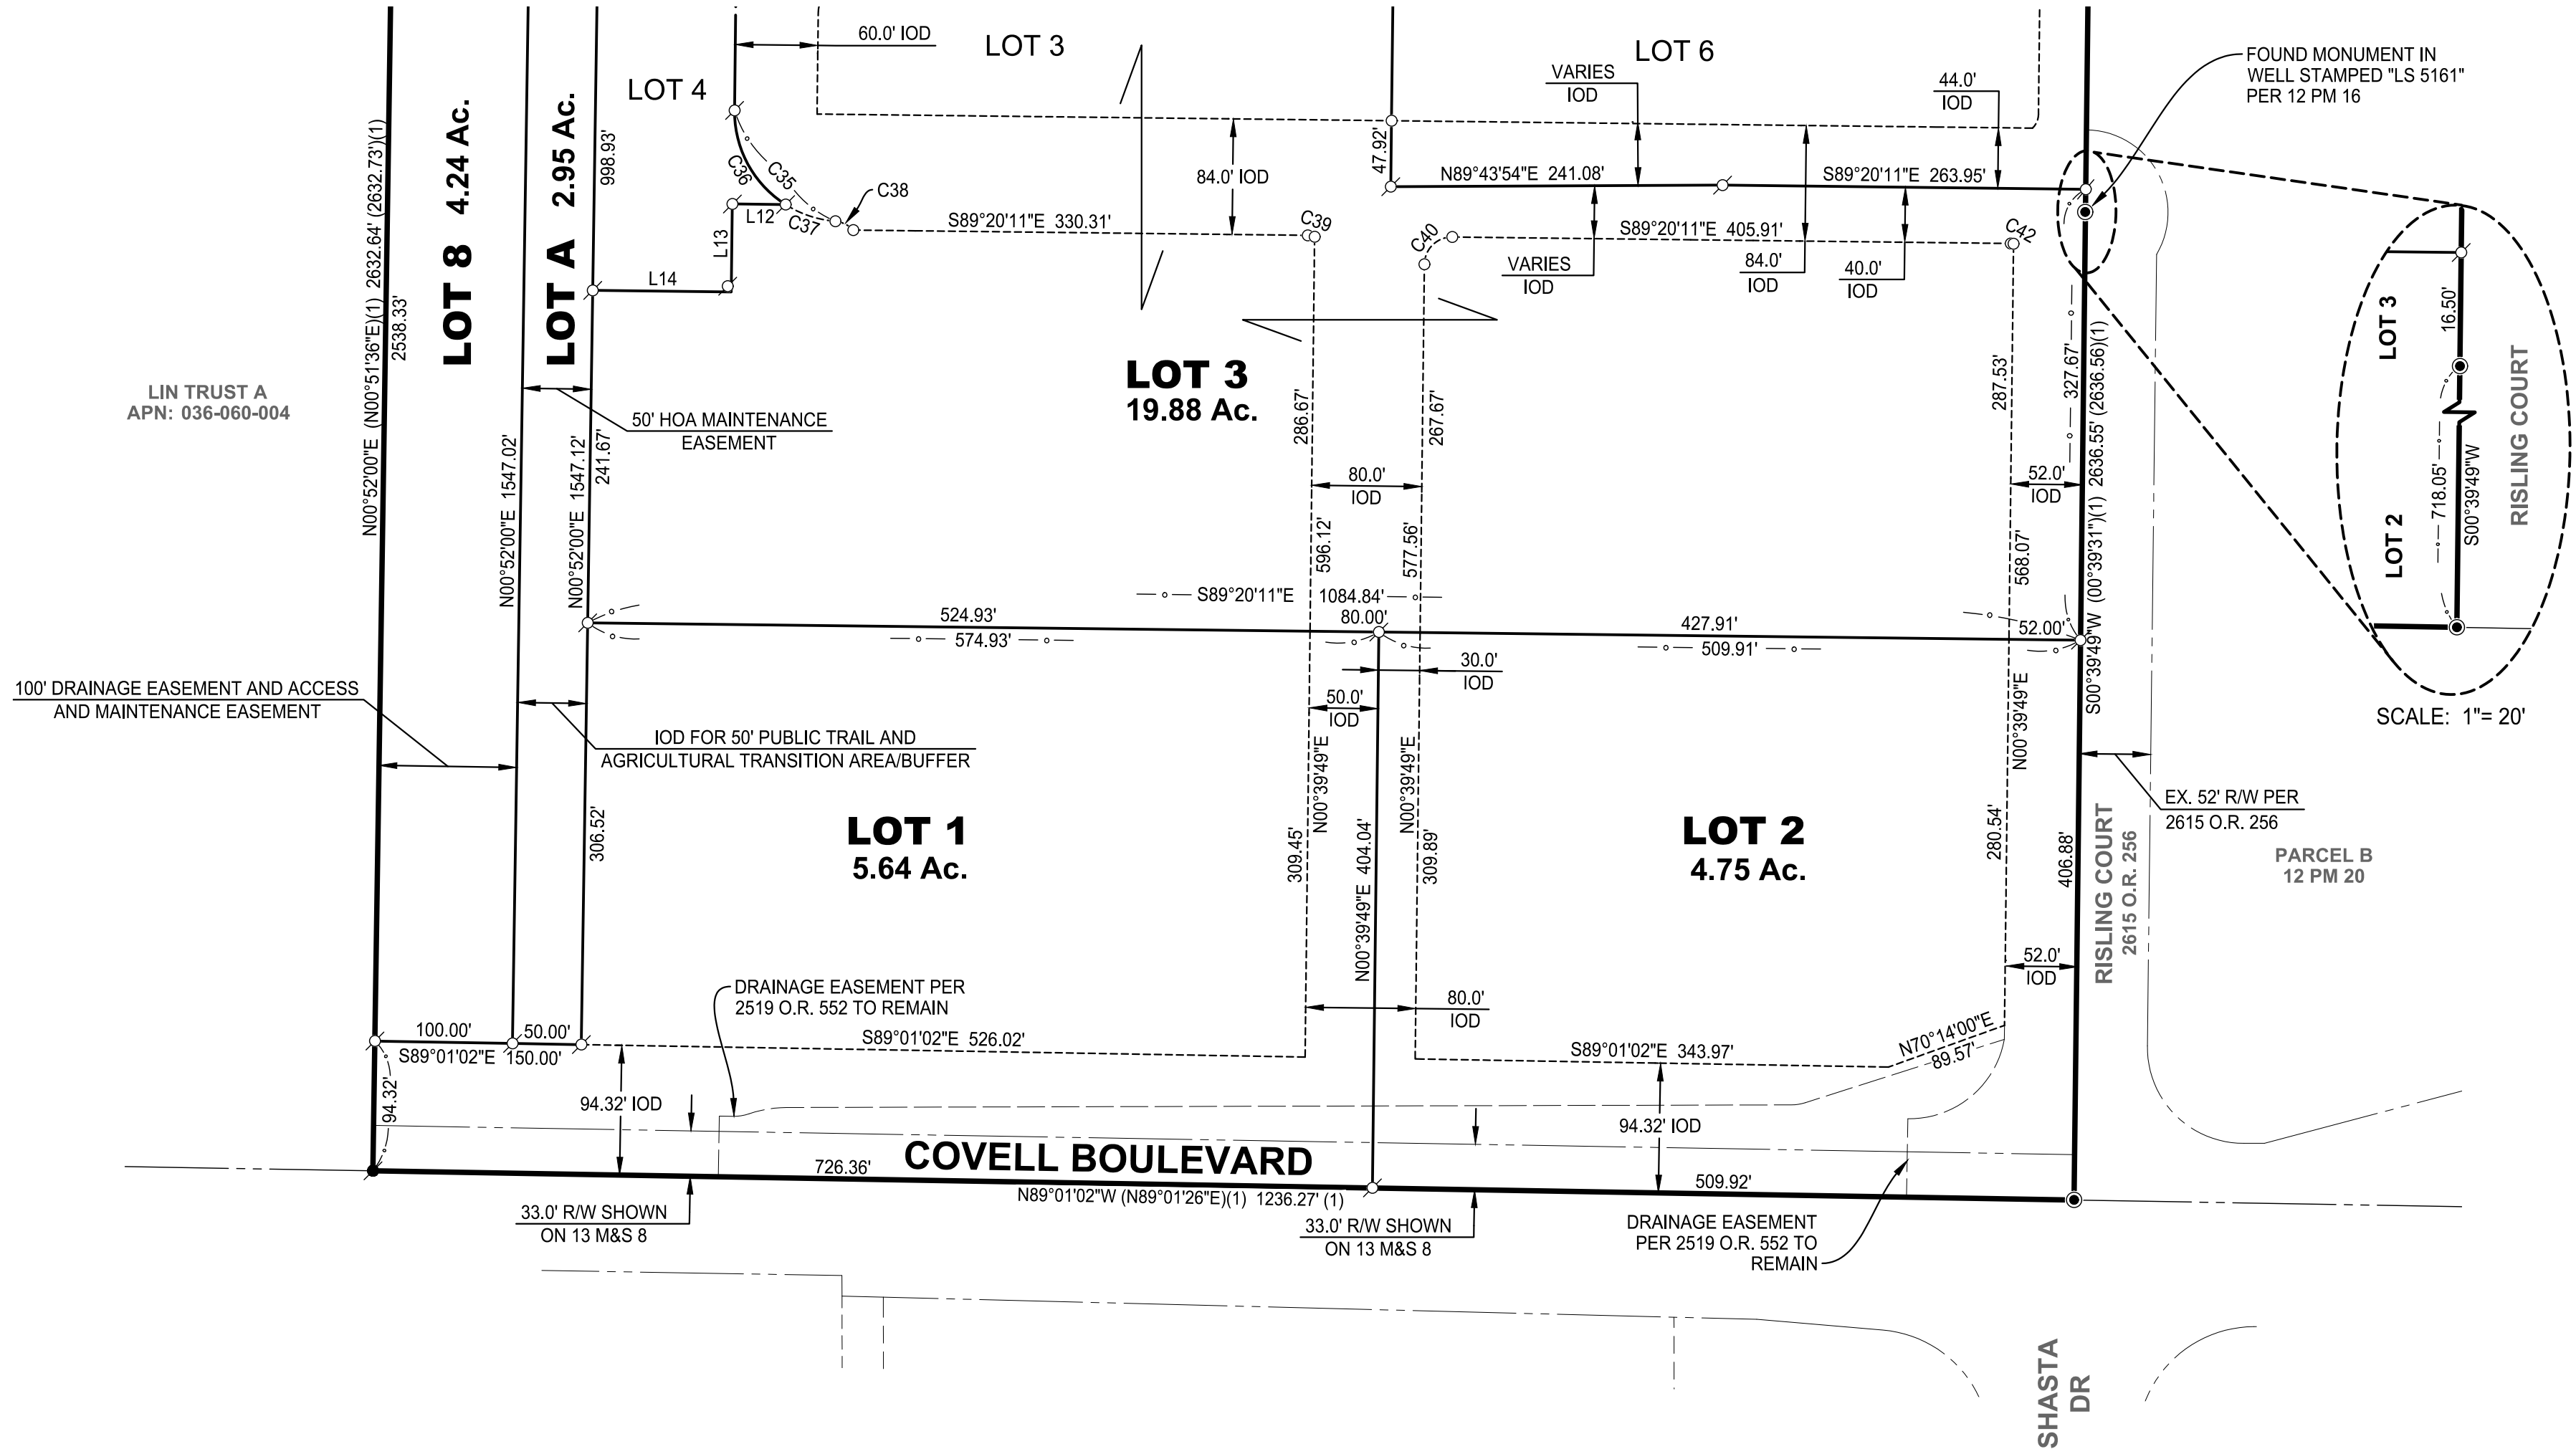 60.0' IOD
LOT 3
LOT 6
VARIES
IOD
44.0'
IOD
FOUND MONUMENT IN
WELL STAMPED "LS 5161"
PER 12 PM 16
LOT 4
LOT 8 4.24 Ac.
LOT A 2.95 Ac.
998.93'
N00°52'00"E (N00°51'36"E)(1) 2632.64' (2632.73')(1)
2538.33'
C36
C35
C38
L12
C37
L13
L14
84.0' IOD
47.92'
N89°43'54"E 241.08'
S89°20'11"E 263.95'
S89°20'11"E 330.31'
C39
C40
S89°20'11"E 405.91'
C42
VARIES
IOD
84.0'
IOD
40.0'
IOD
LOT 3
19.88 Ac.
LIN TRUST A
APN: 036-060-004
50' HOA MAINTENANCE
EASEMENT
N00°52'00"E 1547.02'
N00°52'00"E 1547.12'
241.67'
286.67'
267.67'
287.53'
327.67'
80.0'
IOD
52.0'
IOD
596.12'
577.56'
568.07'
S00°39'49"W (00°39'31")(1) 2636.55' (2636.56)(1)
LOT 3
16.50'
RISLING COURT
718.05'
S00°39'49"W
LOT 2
SCALE: 1"= 20'
S89°20'11"E 1084.84'
524.93'
80.00'
427.91'
52.00'
574.93'
509.91'
30.0'
IOD
50.0'
IOD
100' DRAINAGE EASEMENT AND ACCESS
AND MAINTENANCE EASEMENT
IOD FOR 50' PUBLIC TRAIL AND
AGRICULTURAL TRANSITION AREA/BUFFER
N00°39'49"E
N00°39'49"E
N00°39'49"E
306.52'
LOT 1
5.64 Ac.
309.45'
N00°39'49"E 404.04'
309.89'
LOT 2
4.75 Ac.
280.54'
406.88'
RISLING COURT
2615 O.R. 256
EX. 52' R/W PER
2615 O.R. 256
PARCEL B
12 PM 20
52.0'
IOD
DRAINAGE EASEMENT PER
2519 O.R. 552 TO REMAIN
80.0'
IOD
100.00'
50.00'
S89°01'02"E 150.00'
S89°01'02"E 526.02'
S89°01'02"E 343.97'
N70°14'00"E
89.57'
94.32'
94.32' IOD
94.32' IOD
COVELL BOULEVARD
726.36'
N89°01'02"W (N89°01'26"E)(1) 1236.27' (1)
509.92'
33.0' R/W SHOWN
ON 13 M&S 8
33.0' R/W SHOWN
ON 13 M&S 8
DRAINAGE EASEMENT
PER 2519 O.R. 552 TO
REMAIN
SHASTA
DR